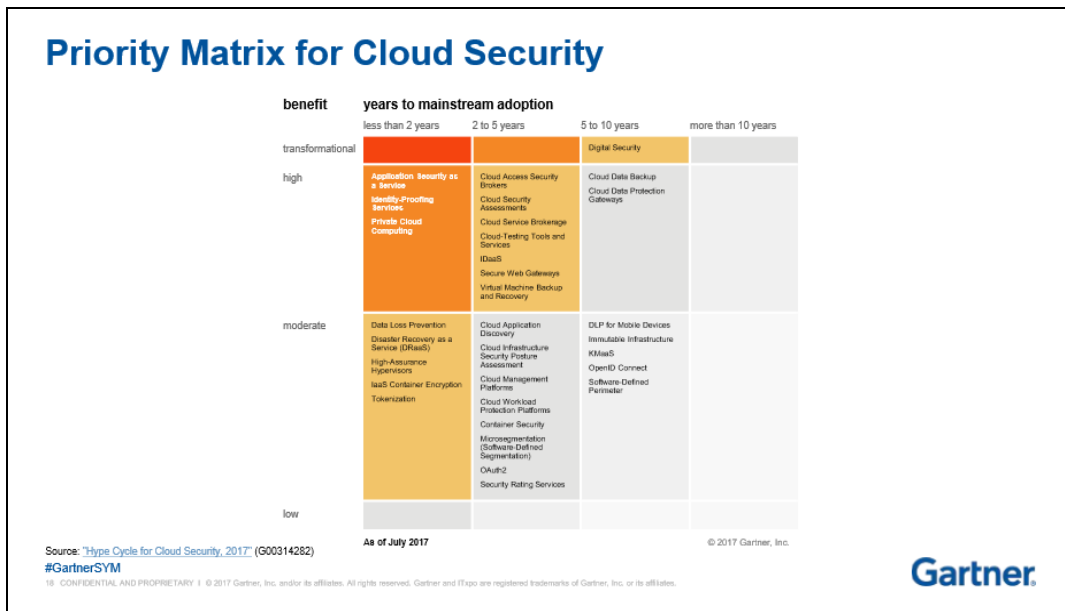 Priority Matrix for Cloud Security
benefit
years to mainstream adoption
less than 2 years
2 to 5 years
5 to 10 years
more than 10 years
transformational
Digital Security
high
Application Security as
a Service
Identity-Proofing
Services
Private Cloud
Computing
Cloud Access Security
Brokers
Cloud Security
Assessments
Cloud Service Brokerage
Cloud-Testing Tools and
Services
IDaaS
Secure Web Gateways
Virtual Machine Backup
and Recovery
Cloud Data Backup
Cloud Data Protection
Gateways
moderate
Data Loss Prevention
Disaster Recovery as a
Service (DRaaS)
High-Assurance
Hypervisors
IaaS Container Encryption
Tokenization
Cloud Application
Discovery
Cloud Infrastructure
Security Posture
Assessment
Cloud Management
Platforms
Cloud Workload
Protection Platforms
Container Security
Microsegmentation
(Software-Defined
Segmentation)
OAuth2
Security Rating Services
DLP for Mobile Devices
Immutable Infrastructure
KMaaS
OpenID Connect
Software-Defined
Perimeter
low
As of July 2017
© 2017 Gartner, Inc.
Source: "Hype Cycle for Cloud Security, 2017" (G00314282)
#GartnerSYM
18 CONFIDENTIAL AND PROPRIETARY I © 2017 Gartner, Inc. and/or its affiliates. All rights reserved. Gartner and ITxpo are registered trademarks of Gartner, Inc. or its affiliates.
Gartner.